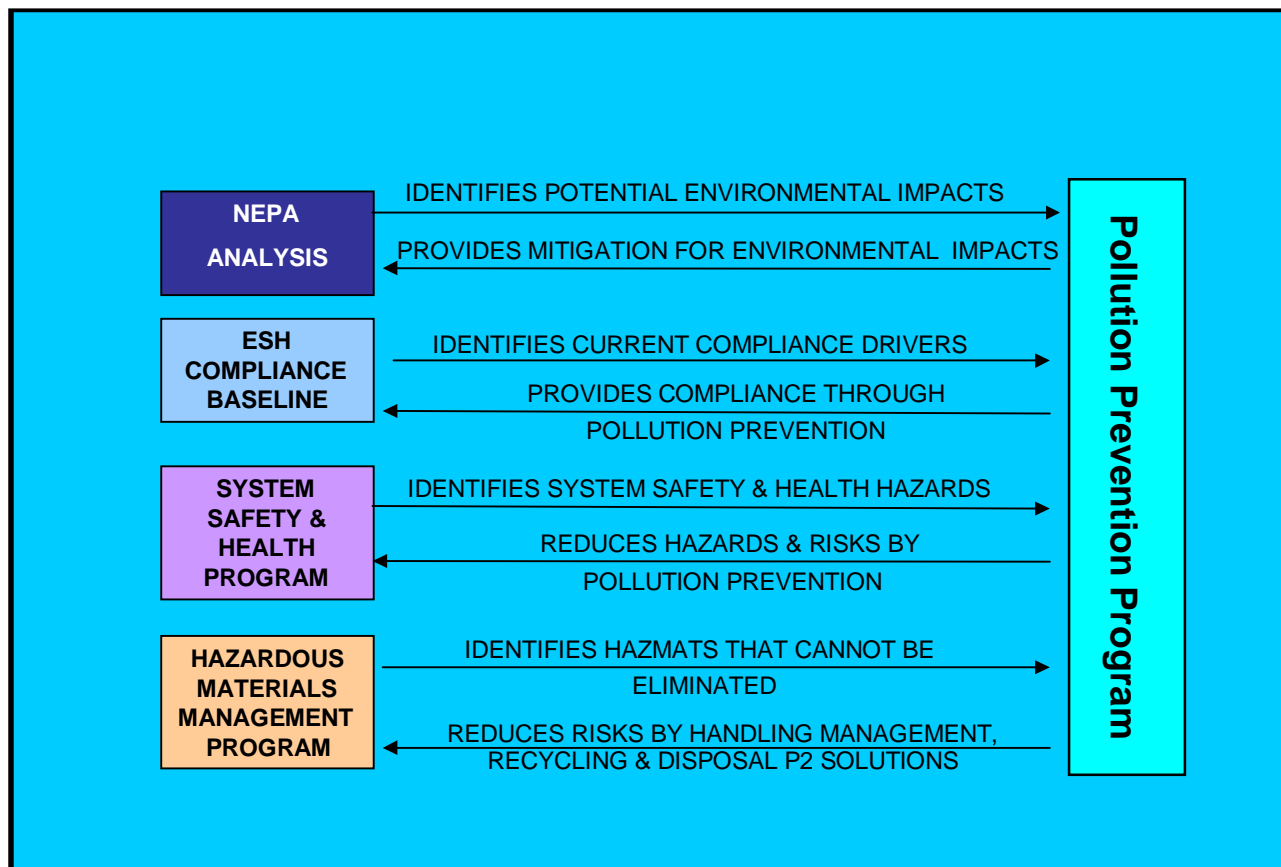 NEPA
ANALYSIS
IDENTIFIES POTENTIAL ENVIRONMENTAL IMPACTS
PROVIDES MITIGATION FOR ENVIRONMENTAL IMPACTS
ESH
COMPLIANCE
BASELINE
IDENTIFIES CURRENT COMPLIANCE DRIVERS
PROVIDES COMPLIANCE THROUGH
POLLUTION PREVENTION
SYSTEM
SAFETY &
HEALTH
PROGRAM
IDENTIFIES SYSTEM SAFETY & HEALTH HAZARDS
REDUCES HAZARDS & RISKS BY
POLLUTION PREVENTION
HAZARDOUS
MATERIALS
MANAGEMENT
PROGRAM
IDENTIFIES HAZMATS THAT CANNOT BE
ELIMINATED
REDUCES RISKS BY HANDLING MANAGEMENT,
RECYCLING & DISPOSAL P2 SOLUTIONS
Pollution Prevention Program